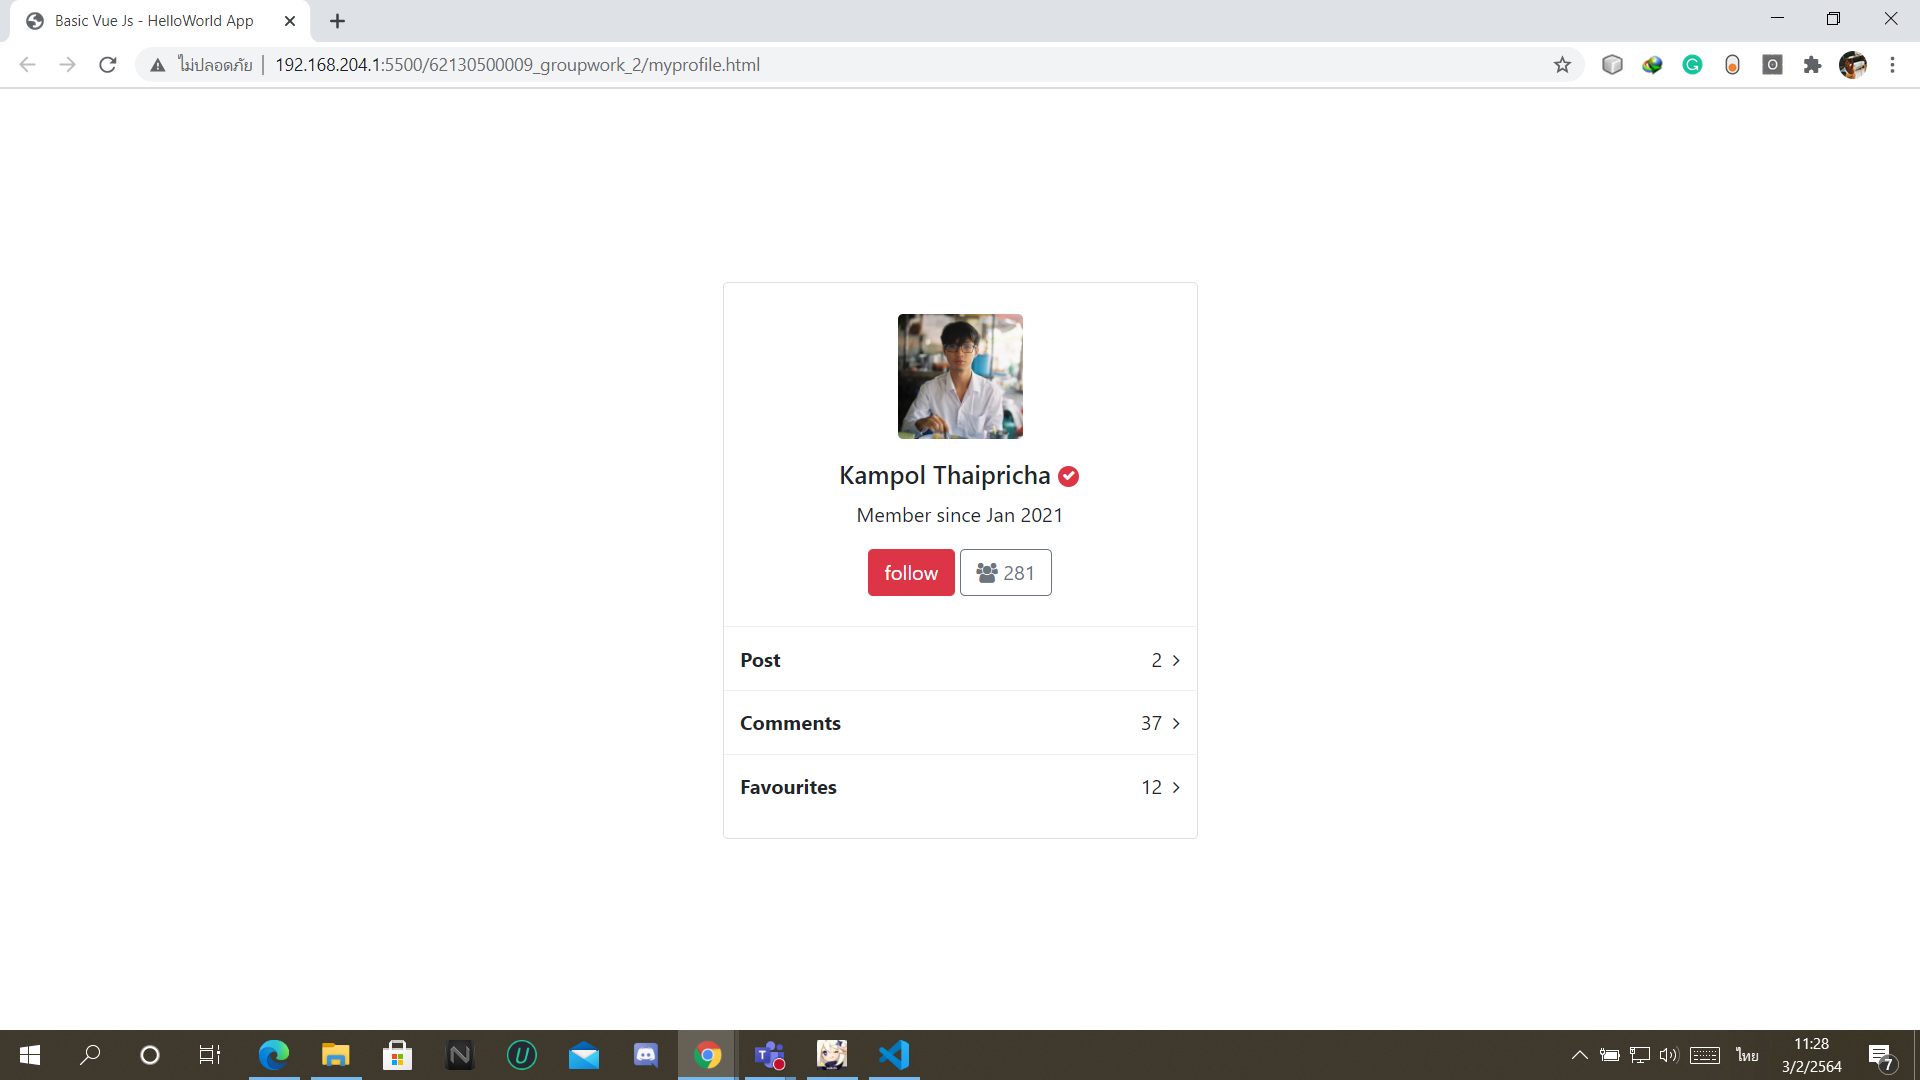 Basic Vue Js - HelloWorld App
ไม่ปลอดภัย
192.168.204.1:5500/62130500009_groupwork_2/myprofile.html
Kampol Thaipricha
Member since Jan 2021
follow
281
Post 2
Comments 37
Favourites 12
ไทย
11:28
3/2/2564
7